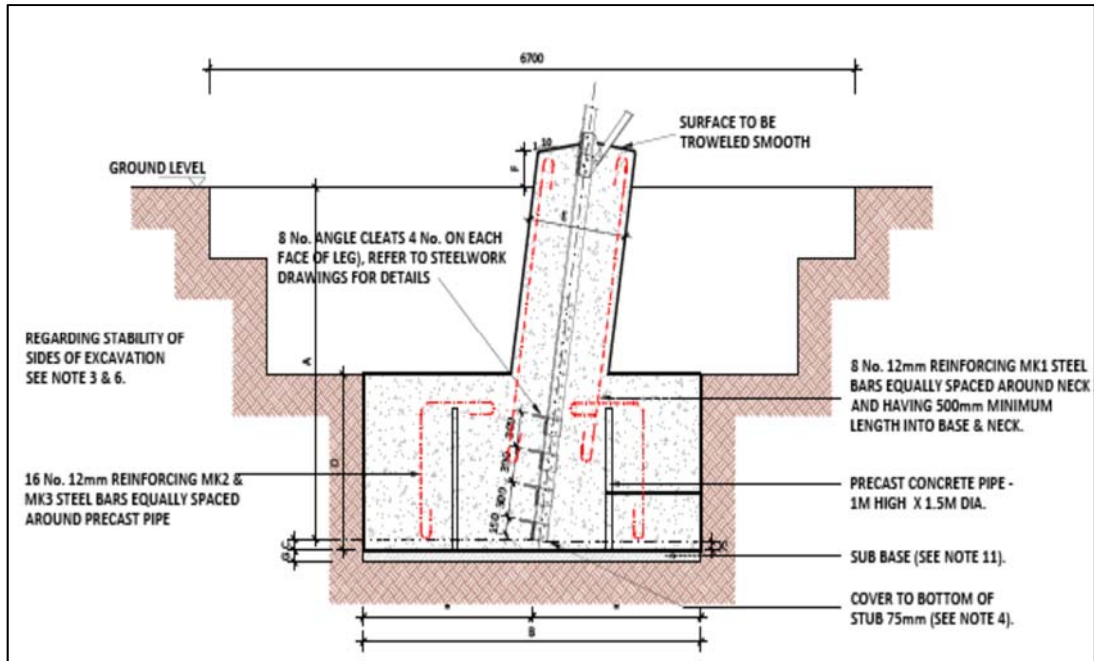 6700
SURFACE TO BE
TROWELED SMOOTH
1:10
F
GROUND LEVEL
8 No. ANGLE CLEATS 4 No. ON EACH
FACE OF LEG), REFER TO STEELWORK
DRAWINGS FOR DETAILS
REGARDING STABILITY OF
SIDES OF EXCAVATION
SEE NOTE 3 & 6.
A
8 No. 12mm REINFORCING MK1 STEEL
BARS EQUALLY SPACED AROUND NECK
AND HAVING 500mm MINIMUM
LENGTH INTO BASE & NECK.
16 No. 12mm REINFORCING MK2 &
MK3 STEEL BARS EQUALLY SPACED
AROUND PRECAST PIPE
D
300
300
150
PRECAST CONCRETE PIPE -
1M HIGH X 1.5M DIA.
C
G
SUB BASE (SEE NOTE 11).
COVER TO BOTTOM OF
STUB 75mm (SEE NOTE 4).
B